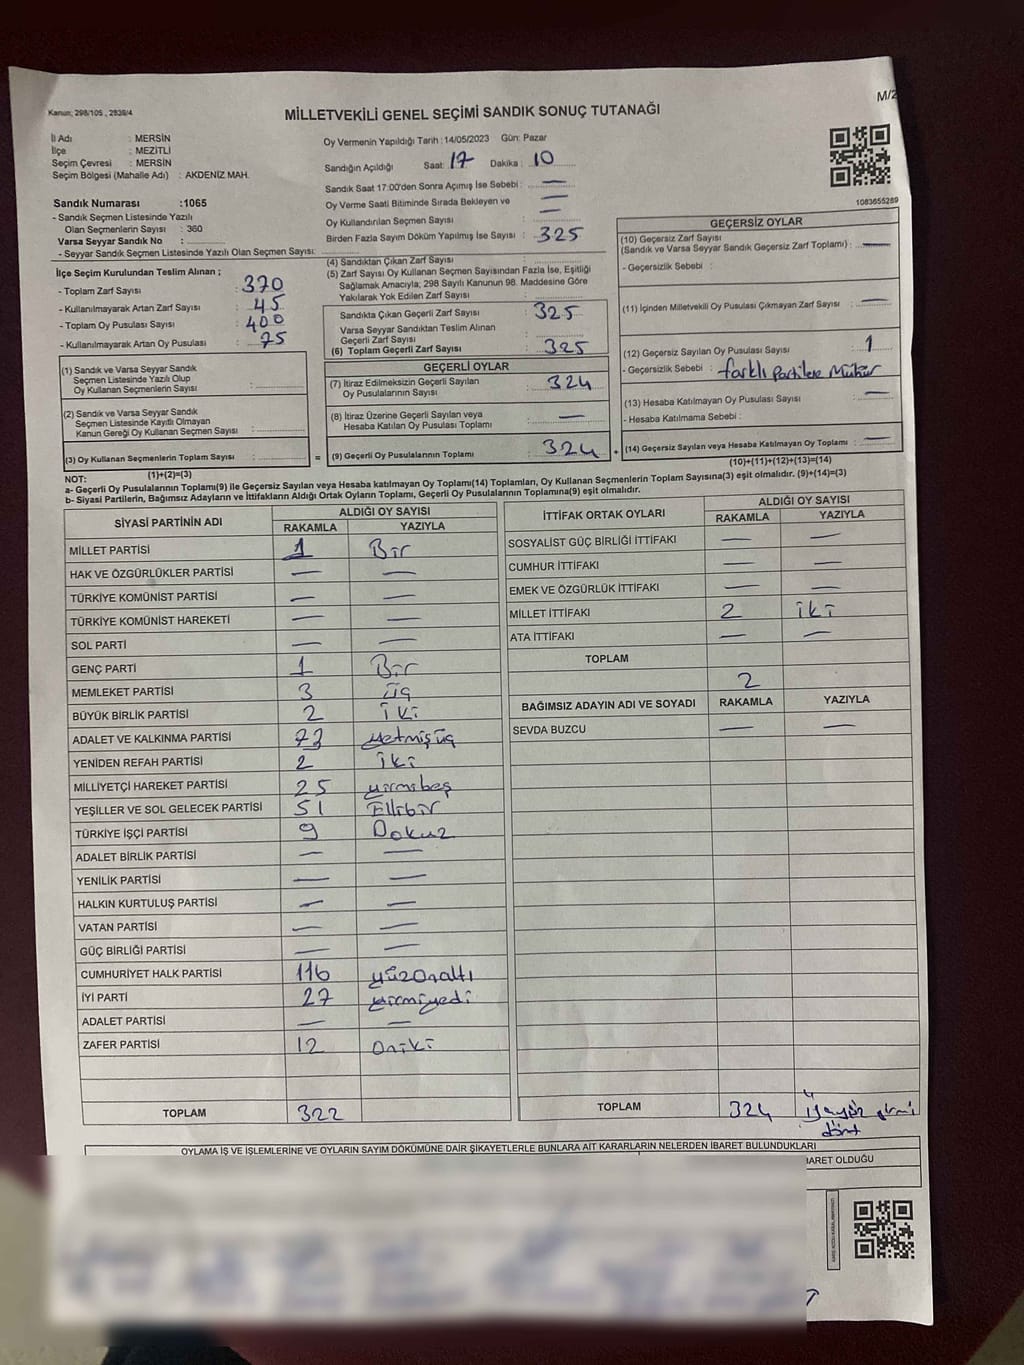 Kanun; 298/105 , 2839/4
M/2
MİLLETVEKİLİ GENEL SEÇİMİ SANDIK SONUÇ TUTANAĞI
İl Adı : MERSİN
İlçe : MEZİTLİ
Seçim Çevresi : MERSİN
Seçim Bölgesi (Mahalle Adı) : AKDENİZ MAH.
Sandık Numarası :1065
- Sandık Seçmen Listesinde Yazılı
Olan Seçmenlerin Sayısı : 360
Varsa Seyyar Sandık No :
- Seyyar Sandık Seçmen Listesinde Yazılı Olan Seçmen Sayısı:
Oy Vermenin Yapıldığı Tarih : 14/05/2023 Gün: Pazar
Sandığın Açıldığı Saat: 17 Dakika : 10
Sandık Saat 17:00'den Sonra Açımış İse Sebebi : —
Oy Verme Saati Bitiminde Sırada Bekleyen ve —
Oy Kullandırılan Seçmen Sayısı : —
Birden Fazla Sayım Döküm Yapılmış İse Sayısı : 325
1083655289
İlçe Seçim Kurulundan Teslim Alınan ;
- Toplam Zarf Sayısı : 370
- Kullanılmayarak Artan Zarf Sayısı : 45
- Toplam Oy Pusulası Sayısı : 400
- Kullanılmayarak Artan Oy Pusulası : 75
(1) Sandık ve Varsa Seyyar Sandık
Seçmen Listesinde Yazılı Olup
Oy Kullanan Seçmenlerin Sayısı :
(2) Sandık ve Varsa Seyyar Sandık
Seçmen Listesinde Kayıtlı Olmayan
Kanun Gereği Oy Kullanan Seçmen Sayısı :
(3) Oy Kullanan Seçmenlerin Toplam Sayısı :
(1)+(2)=(3)
(4) Sandıktan Çıkan Zarf Sayısı :
(5) Zarf Sayısı Oy Kullanan Seçmen Sayısından Fazla İse, Eşitliği
Sağlamak Amacıyla; 298 Sayılı Kanunun 98. Maddesine Göre
Yakılarak Yok Edilen Zarf Sayısı :
Sandıkta Çıkan Geçerli Zarf Sayısı : 325
Varsa Seyyar Sandıktan Teslim Alınan
Geçerli Zarf Sayısı :
(6) Toplam Geçerli Zarf Sayısı : 325
GEÇERLİ OYLAR
(7) İtiraz Edilmeksizin Geçerli Sayılan
Oy Pusulalarının Sayısı : 324
(8) İtiraz Üzerine Geçerli Sayılan veya
Hesaba Katılan Oy Pusulası Toplamı : —
= (9) Geçerli Oy Pusulalarının Toplamı : 324 +
GEÇERSİZ OYLAR
(10) Geçersiz Zarf Sayısı
(Sandık ve Varsa Seyyar Sandık Geçersiz Zarf Toplamı) : —
- Geçersizlik Sebebi :
(11) İçinden Milletvekili Oy Pusulası Çıkmayan Zarf Sayısı : —
(12) Geçersiz Sayılan Oy Pusulası Sayısı : 1
- Geçersizlik Sebebi : farklı Partilere Mühür
(13) Hesaba Katılmayan Oy Pusulası Sayısı : —
- Hesaba Katılmama Sebebi :
(14) Geçersiz Sayılan veya Hesaba Katılmayan Oy Toplamı : —
(10)+(11)+(12)+(13)=(14)
NOT:
a- Geçerli Oy Pusulalarının Toplamı(9) ile Geçersiz Sayılan veya Hesaba katılmayan Oy Toplamı(14) Toplamları, Oy Kullanan Seçmenlerin Toplam Sayısına(3) eşit olmalıdır. (9)+(14)=(3)
b- Siyasi Partilerin, Bağımsız Adayların ve İttifakların Aldığı Ortak Oyların Toplamı, Geçerli Oy Pusulalarının Toplamına(9) eşit olmalıdır.
SİYASİ PARTİNİN ADI ALDIĞI OY SAYISI
RAKAMLA YAZIYLA
MİLLET PARTİSİ 1 Bir
HAK VE ÖZGÜRLÜKLER PARTİSİ — —
TÜRKİYE KOMÜNİST PARTİSİ — —
TÜRKİYE KOMÜNİST HAREKETİ — —
SOL PARTİ — —
GENÇ PARTİ 1 Bir
MEMLEKET PARTİSİ 3 üç
BÜYÜK BİRLİK PARTİSİ 2 iki
ADALET VE KALKINMA PARTİSİ 73 yetmişüç
YENİDEN REFAH PARTİSİ 2 iki
MİLLİYETÇİ HAREKET PARTİSİ 25 yirmibeş
YEŞİLLER VE SOL GELECEK PARTİSİ 51 Ellibir
TÜRKİYE İŞÇİ PARTİSİ 9 Dokuz
ADALET BİRLİK PARTİSİ — —
YENİLİK PARTİSİ — —
HALKIN KURTULUŞ PARTİSİ — —
VATAN PARTİSİ — —
GÜÇ BİRLİĞİ PARTİSİ — —
CUMHURİYET HALK PARTİSİ 116 yüzonaltı
İYİ PARTİ 27 yirmiyedi
ADALET PARTİSİ — —
ZAFER PARTİSİ 12 oniki
TOPLAM 322
İTTİFAK ORTAK OYLARI ALDIĞI OY SAYISI
RAKAMLA YAZIYLA
SOSYALİST GÜÇ BİRLİĞİ İTTİFAKI — —
CUMHUR İTTİFAKI — —
EMEK VE ÖZGÜRLÜK İTTİFAKI — —
MİLLET İTTİFAKI 2 iki
ATA İTTİFAKI — —
TOPLAM
2
BAĞIMSIZ ADAYIN ADI VE SOYADI RAKAMLA YAZIYLA
SEVDA BUZCU — —
TOPLAM 324
dört
OYLAMA İŞ VE İŞLEMLERİNE VE OYLARIN SAYIM DÖKÜMÜNE DAİR ŞİKAYETLERLE BUNLARA AİT KARARLARIN NELERDEN İBARET BULUNDUKLARI
BARET OLDUĞU